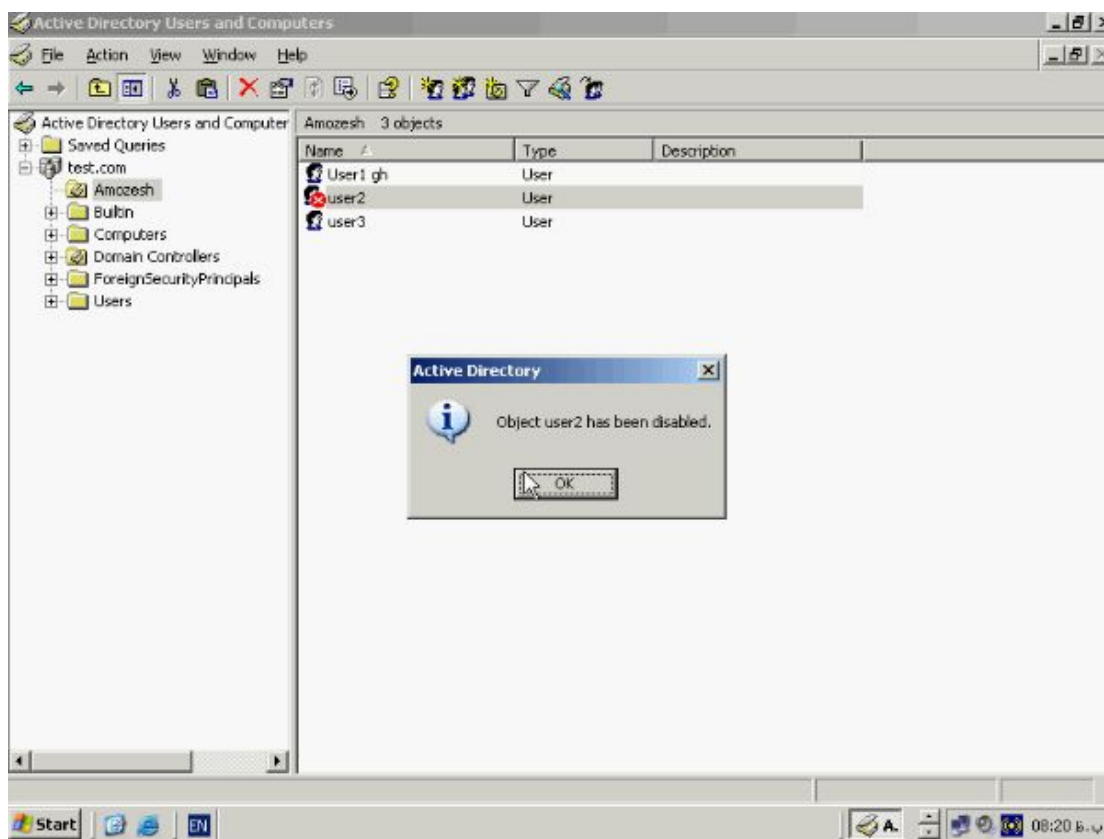 Active Directory Users and Computers
File Action View Window Help
Active Directory Users and Computer
Saved Queries
test.com
Amozesh
Builtin
Computers
Domain Controllers
ForeignSecurityPrincipals
Users
Amozesh 3 objects
Name Type Description
User1 gh User
user2 User
user3 User
Active Directory
Object user2 has been disabled.
OK
Start EN A. 08:20 ب.